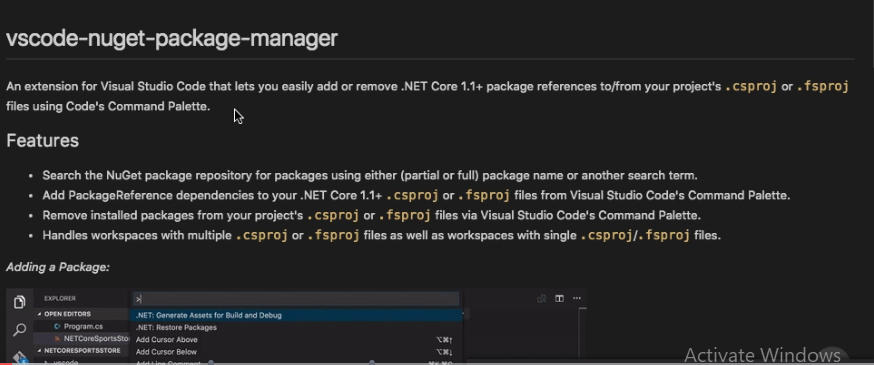 vscode-nuget-package-manager
An extension for Visual Studio Code that lets you easily add or remove .NET Core 1.1+ package references to/from your project's .csproj or .fsproj
files using Code's Command Palette.
Features
• Search the NuGet package repository for packages using either (partial or full) package name or another search term.
• Add PackageReference dependencies to your .NET Core 1.1+ .csproj or .fsproj files from Visual Studio Code's Command Palette.
• Remove installed packages from your project's .csproj or .fsproj files via Visual Studio Code's Command Palette.
• Handles workspaces with multiple .csproj or .fsproj files as well as workspaces with single .csproj/.fsproj files.
Adding a Package:
EXPLORER
>
OPEN EDITORS
.NET: Generate Assets for Build and Debug
Program.cs
.NET: Restore Packages
NETCoreSportsSto
Add Cursor Above
⌥⌘↑
NETCORESPORTSSTORE
Add Cursor Below
⌥⌘↓
.vscode
Activate Windows